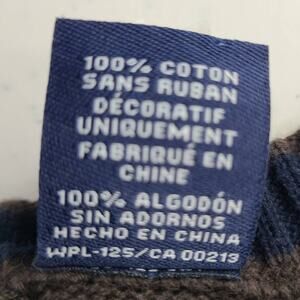 100% COTON
SANS RUBAN
DÉCORATIF
UNIQUEMENT
FABRIQUÉ EN
CHINE
100% ALGODÓN
SIN ADORNOS
HECHO EN CHINA
WPL-125/CA 00213